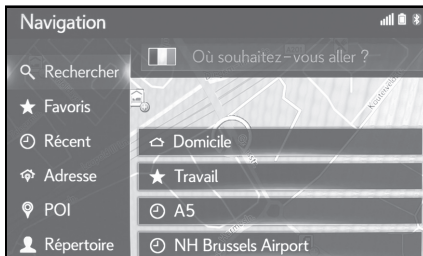 Navigation
Où souhaitez-vous aller ?
Rechercher
Favoris
Récent
Adresse
POI
Répertoire
Domicile
Travail
A5
NH Brussels Airport